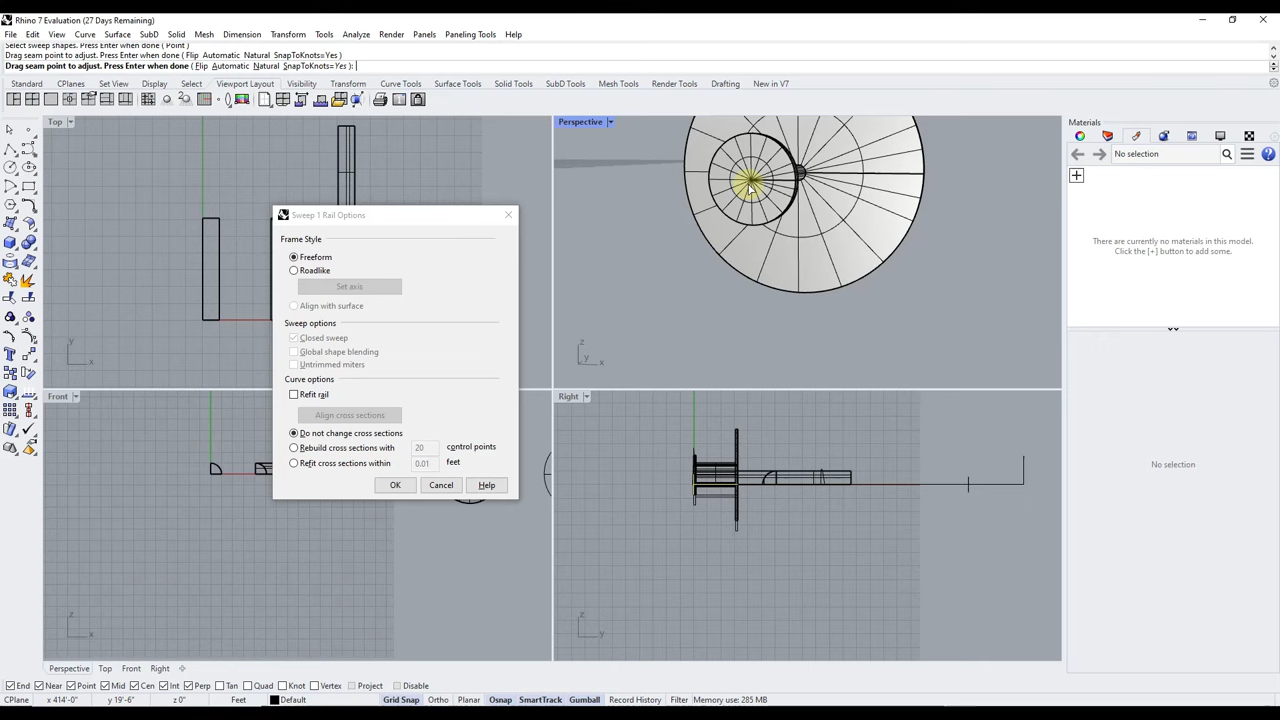 Rhino 7 Evaluation (27 Days Remaining)
File Edit View Curve Surface SubD Solid Mesh Dimension Transform Tools Analyze Render Panels Paneling Tools Help
Select sweep shapes. Press Enter when done ( Point )
Drag seam point to adjust. Press Enter when done ( Flip Automatic Natural SnapToKnots=Yes )
Drag seam point to adjust. Press Enter when done ( Flip Automatic Natural SnapToKnots=Yes ):
Standard CPlanes Set View Display Select Viewport Layout Transform Curve Tools Surface Tools Solid Tools SubD Tools Mesh Tools Render Tools Drafting New in V7
Top
Perspective
Materials
No selection
There are currently no materials in this model.
Click the [+] button to add some.
No selection
Sweep 1 Rail Options
Frame Style
Freeform
Roadlike
Set axis
Align with surface
Sweep options
Closed sweep
Global shape blending
Untrimmed miters
Curve options
Refit rail
Align cross sections
Do not change cross sections
Rebuild cross sections with 20 control points
Refit cross sections within 0.01 feet
OK Cancel Help
y
x
z
y
x
Front
Right
z
x
z
y
Perspective Top Front Right
End Near Point Mid Cen Int Perp Tan Quad Knot Vertex Project Disable
CPlane x 414'-0" y 19'-6" z 0" Feet Default Grid Snap Ortho Planar Osnap SmartTrack Gumball Record History Filter Memory use: 285 MB